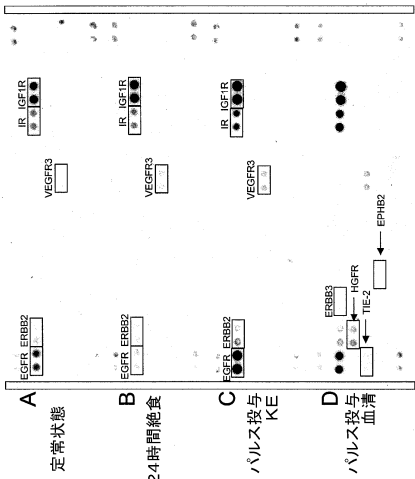 A
定常状態
EGFR
ERBB2
VEGFR3
IR
IGF1R
B
24時間絶食
EGFR
ERBB2
VEGFR3
IR
IGF1R
C
パルス投与
KE
EGFR
ERBB2
VEGFR3
IR
IGF1R
D
パルス投与
血清
ERBB3
HGFR
TIE-2
EPHB2